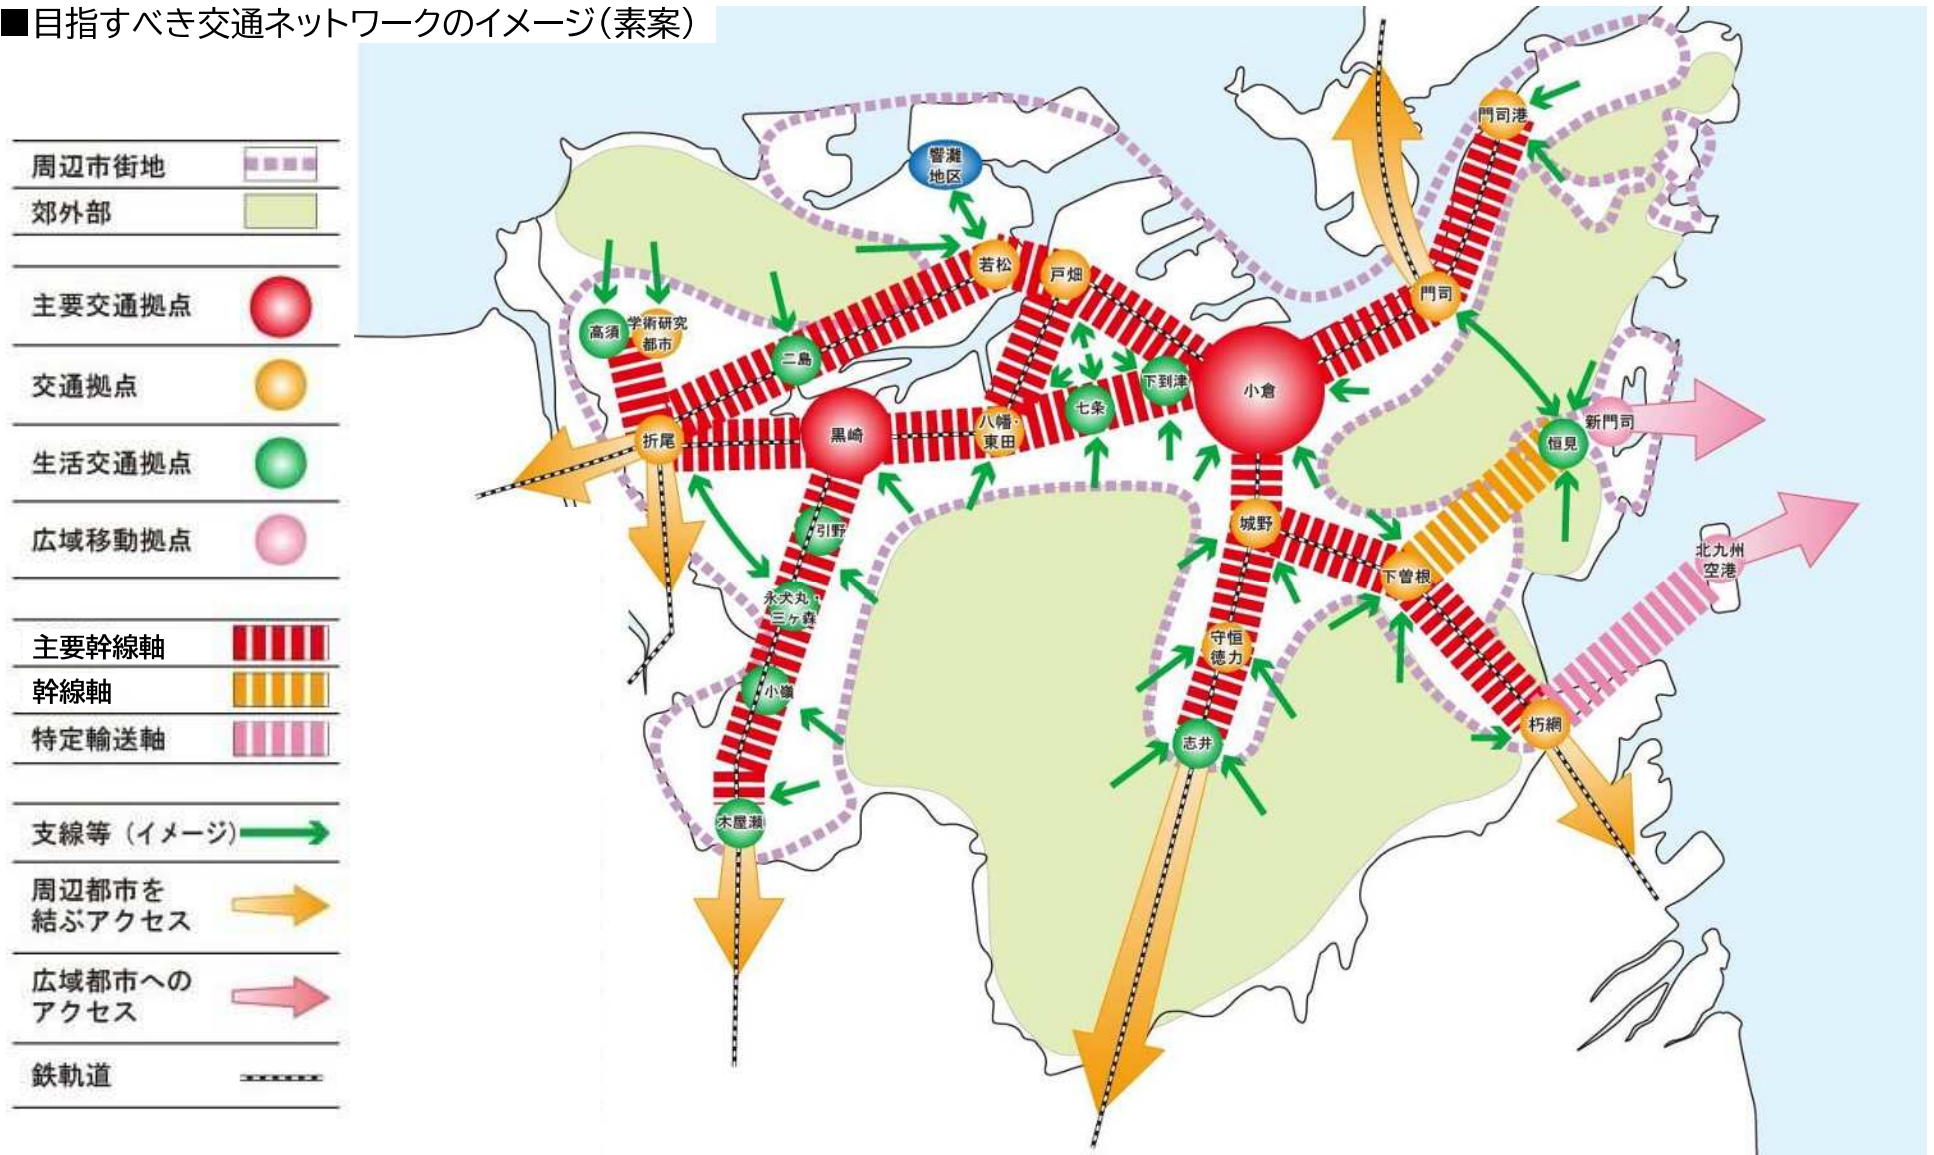 ■目指すべき交通ネットワークのイメージ(素案)
周辺市街地
郊外部
主要交通拠点
交通拠点
生活交通拠点
広域移動拠点
主要幹線軸
幹線軸
特定輸送軸
支線等(イメージ)
周辺都市を
結ぶアクセス
広域都市への
アクセス
鉄軌道
門司港
響灘
地区
若松
戸畑
門司
高須
学術研究
都市
二島
下到津
小倉
七条
新門司
折尾
黒崎
八幡・
東田
恒見
引野
城野
北九州
空港
下曽根
永犬丸・
三ヶ森
守恒
徳力
小嶺
朽網
志井
木屋瀬